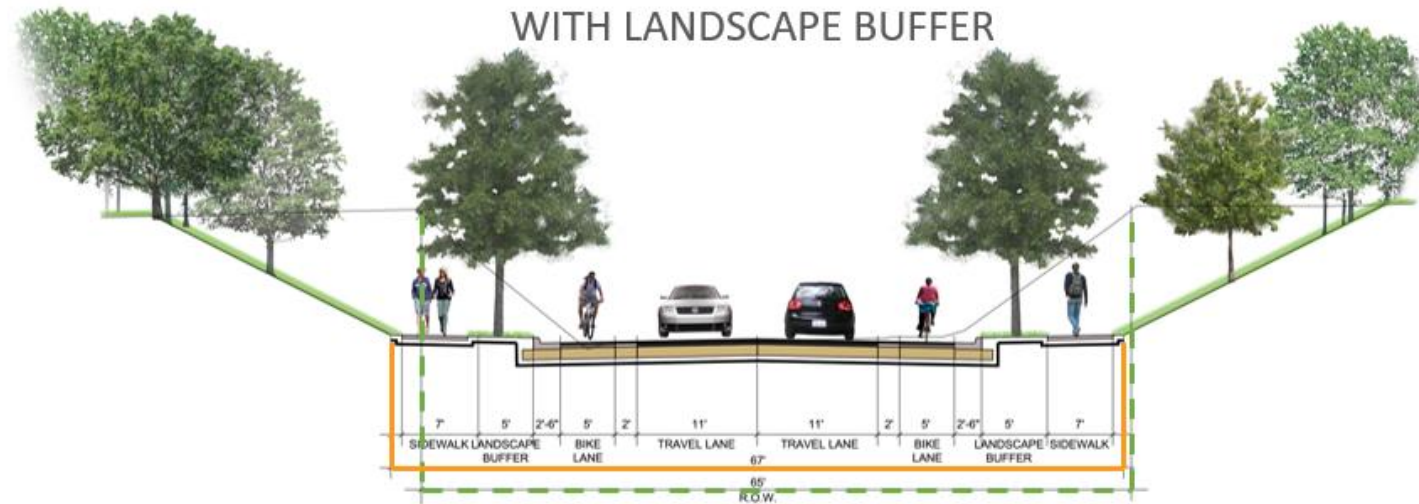 WITH LANDSCAPE BUFFER
7' 5' 2'-6" 5' 2' 11' 11' 2' 5' 2'-6" 5' 7'
SIDEWALK LANDSCAPE BUFFER BIKE LANE TRAVEL LANE TRAVEL LANE BIKE LANE LANDSCAPE BUFFER SIDEWALK
67'
65'
R.O.W.